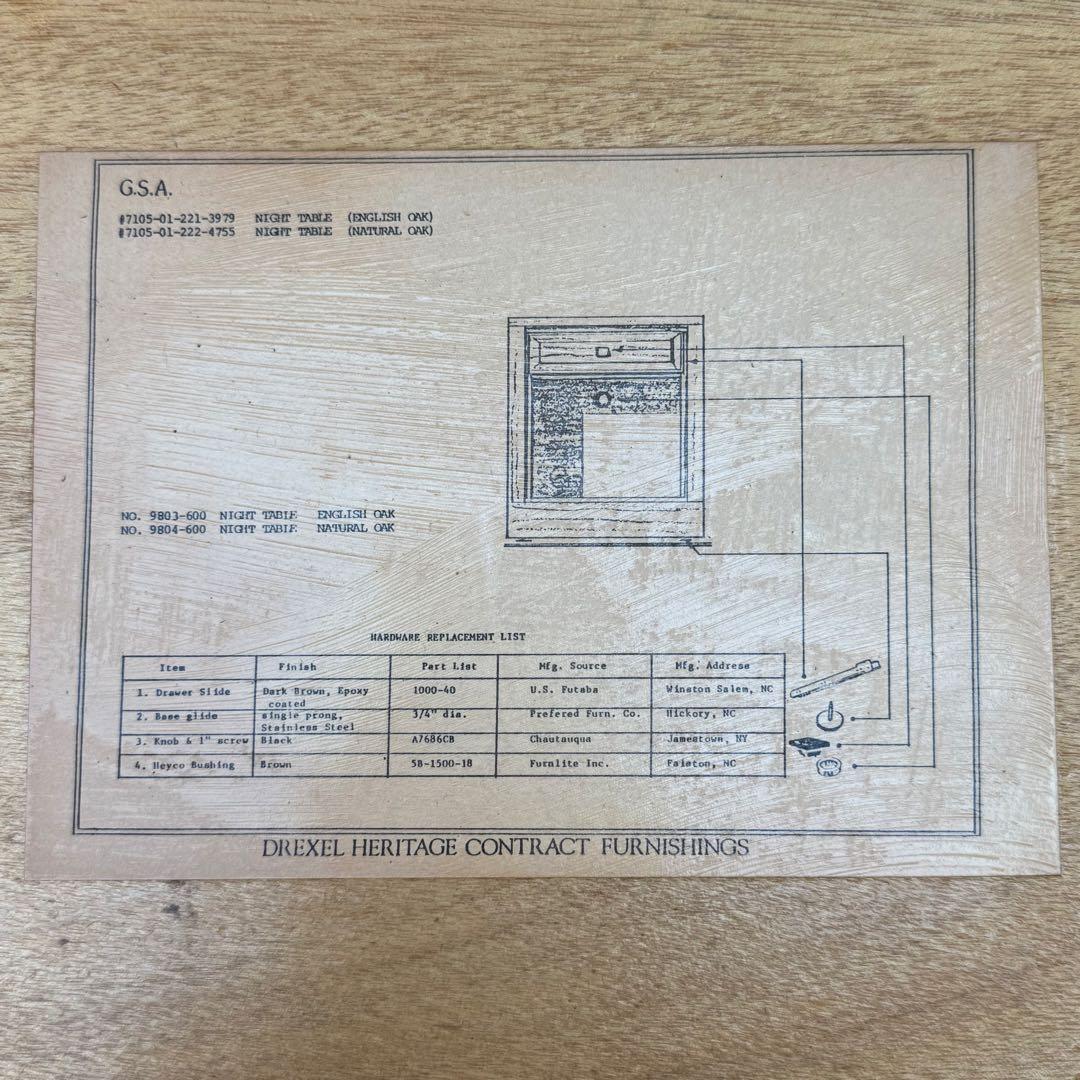 G.S.A.
#7105-01-221-3979 NIGHT TABLE (ENGLISH OAK)
#7105-01-222-4755 NIGHT TABLE (NATURAL OAK)
NO. 9803-600 NIGHT TABLE ENGLISH OAK
NO. 9804-600 NIGHT TABLE NATURAL OAK
HARDWARE REPLACEMENT LIST
Item Finish Part List Mfg. Source Mfg. Address
1. Drawer Slide Dark Brown, Epoxy coated 1000-40 U.S. Futaba Winston Salem, NC
2. Base glide single prong, Stainless Steel 3/4" dia. Prefered Furn. Co. Hickory, NC
3. Knob & 1" screw Black A7686CB Chautauqua Jamestown, NY
4. Heyco Bushing Brown SB-1500-18 Furnlite Inc. Falston, NC
DREXEL HERITAGE CONTRACT FURNISHINGS